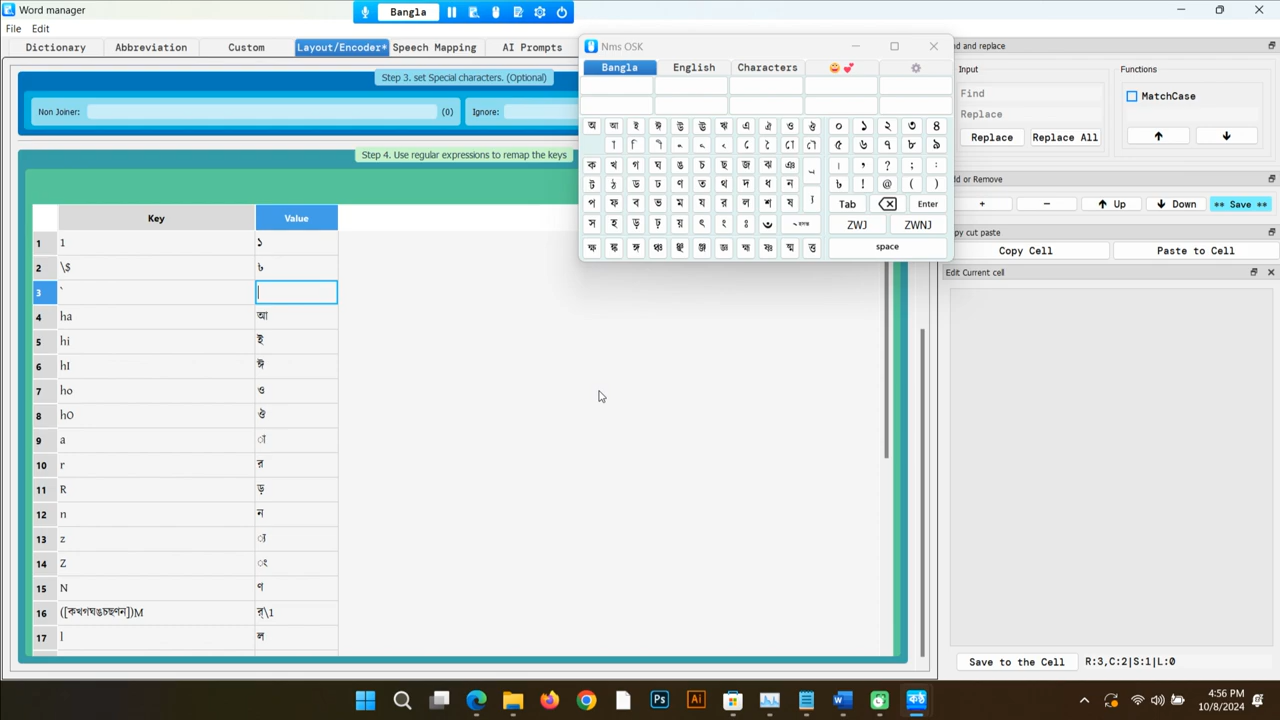 Word manager
Bangla
File Edit
Dictionary Abbreviation Custom Layout/Encoder* Speech Mapping AI Prompts
Step 3. set Special characters. (Optional)
Non Joiner: (0) Ignore:
Step 4. Use regular expressions to remap the keys
Key Value
1 1 ১
2 \$ ৳
3 `
4 ha আ
5 hi ই
6 hI ঈ
7 ho ও
8 hO ঐ
9 a া
10 r র
11 R ড়
12 n ন
13 z ঁ
14 Z ং
15 N ণ
16 ([কখগঘঙচছণন])M র্\1
17 l ল
Nms OSK
Bangla English Characters 😀 💕
অ আ ই ঈ উ ঊ ঋ এ ঐ ও ঔ ০ ১ ২ ৩ ৪
া ি ী ু ূ ৃ ে ৈ ো ৌ ৫ ৬ ৭ ৮ ৯
ক খ গ ঘ ঙ চ ছ জ ঝ ঞ । , ? ; :
ট ঠ ড ঢ ণ ত থ দ ধ ন ৳ ! @ ( )
প ফ ব ভ ম য র ল শ ষ Tab Enter
স হ ড় ঢ় য় ৎ ং ঃ ঁ ZWJ ZWNJ
space
nd and replace
Input Functions
Find
Replace
MatchCase
Replace Replace All
dd or Remove
+ − Up Down ** Save **
py cut paste
Copy Cell Paste to Cell
Edit Current cell
Save to the Cell R:3,C:2|S:1|L:0
4:56 PM
10/8/2024